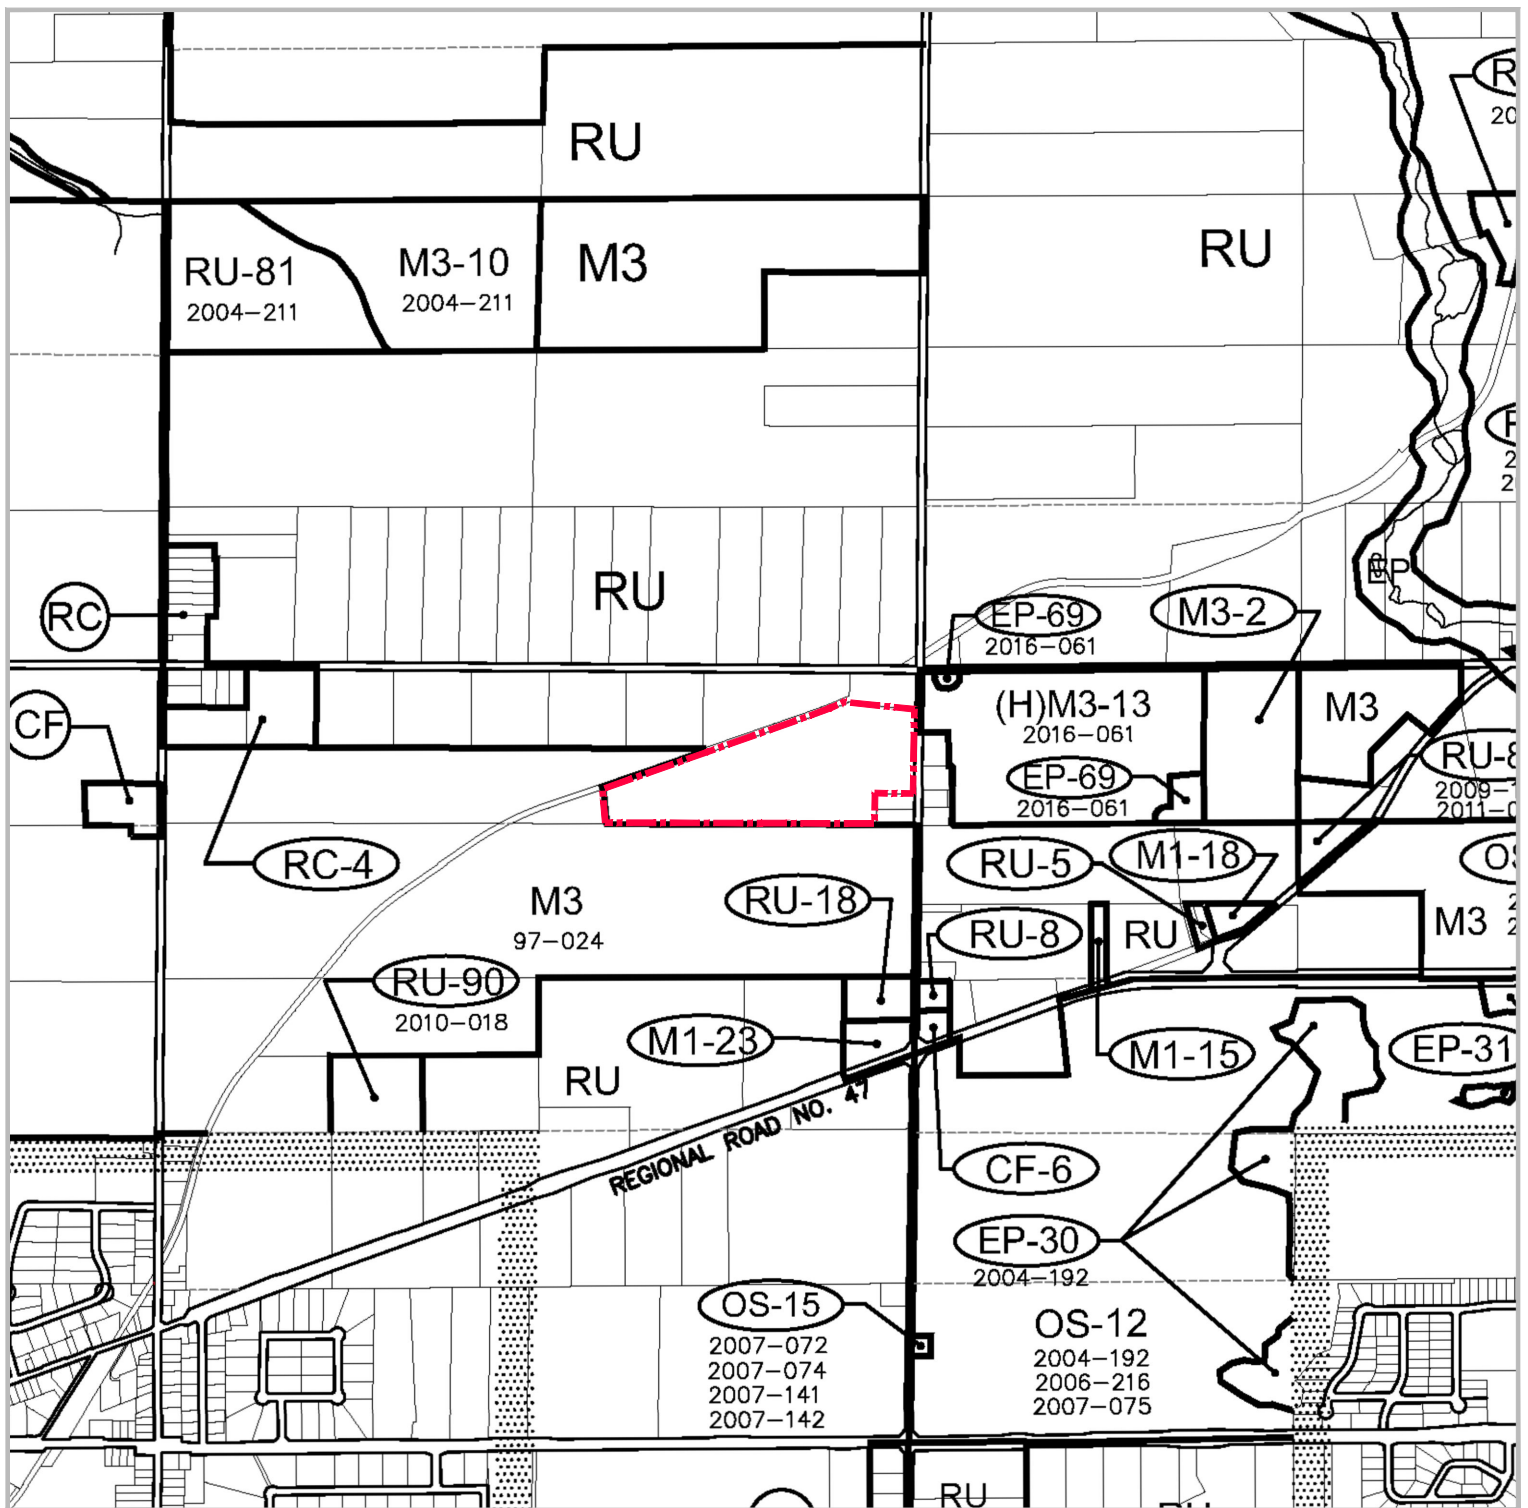 RU
RU-81
2004-211
M3-10
2004-211
M3
RU
RU
RC
EP
EP-69
2016-061
M3-2
CF
(H)M3-13
2016-061
M3
EP-69
2016-061
RC-4
RU-5
M1-18
RU-18
M3
97-024
RU-8
RU
M3
RU-90
2010-018
M1-23
M1-15
EP-31
RU
REGIONAL ROAD NO. 47
CF-6
EP-30
2004-192
OS-15
2007-072
2007-074
2007-141
2007-142
OS-12
2004-192
2006-216
2007-075
RU